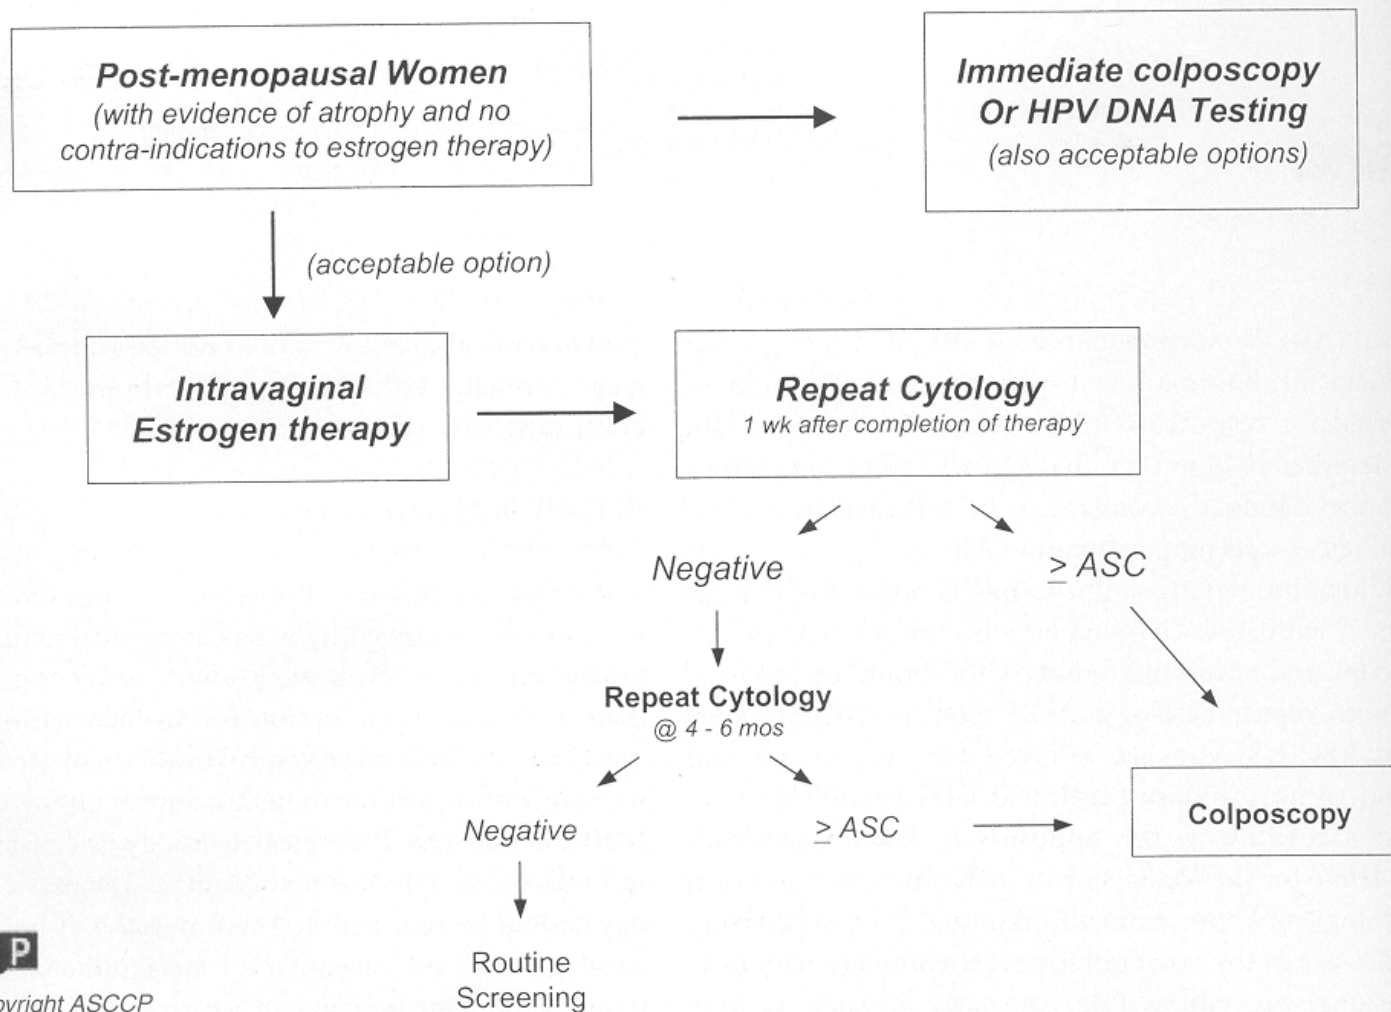 Post-menopausal Women
(with evidence of atrophy and no
contra-indications to estrogen therapy)
Immediate colposcopy
Or HPV DNA Testing
(also acceptable options)
(acceptable option)
Intravaginal
Estrogen therapy
Repeat Cytology
1 wk after completion of therapy
Negative
≥ ASC
Repeat Cytology
@ 4 - 6 mos
Negative
≥ ASC
Colposcopy
Routine
Screening
P
opyright ASCCP